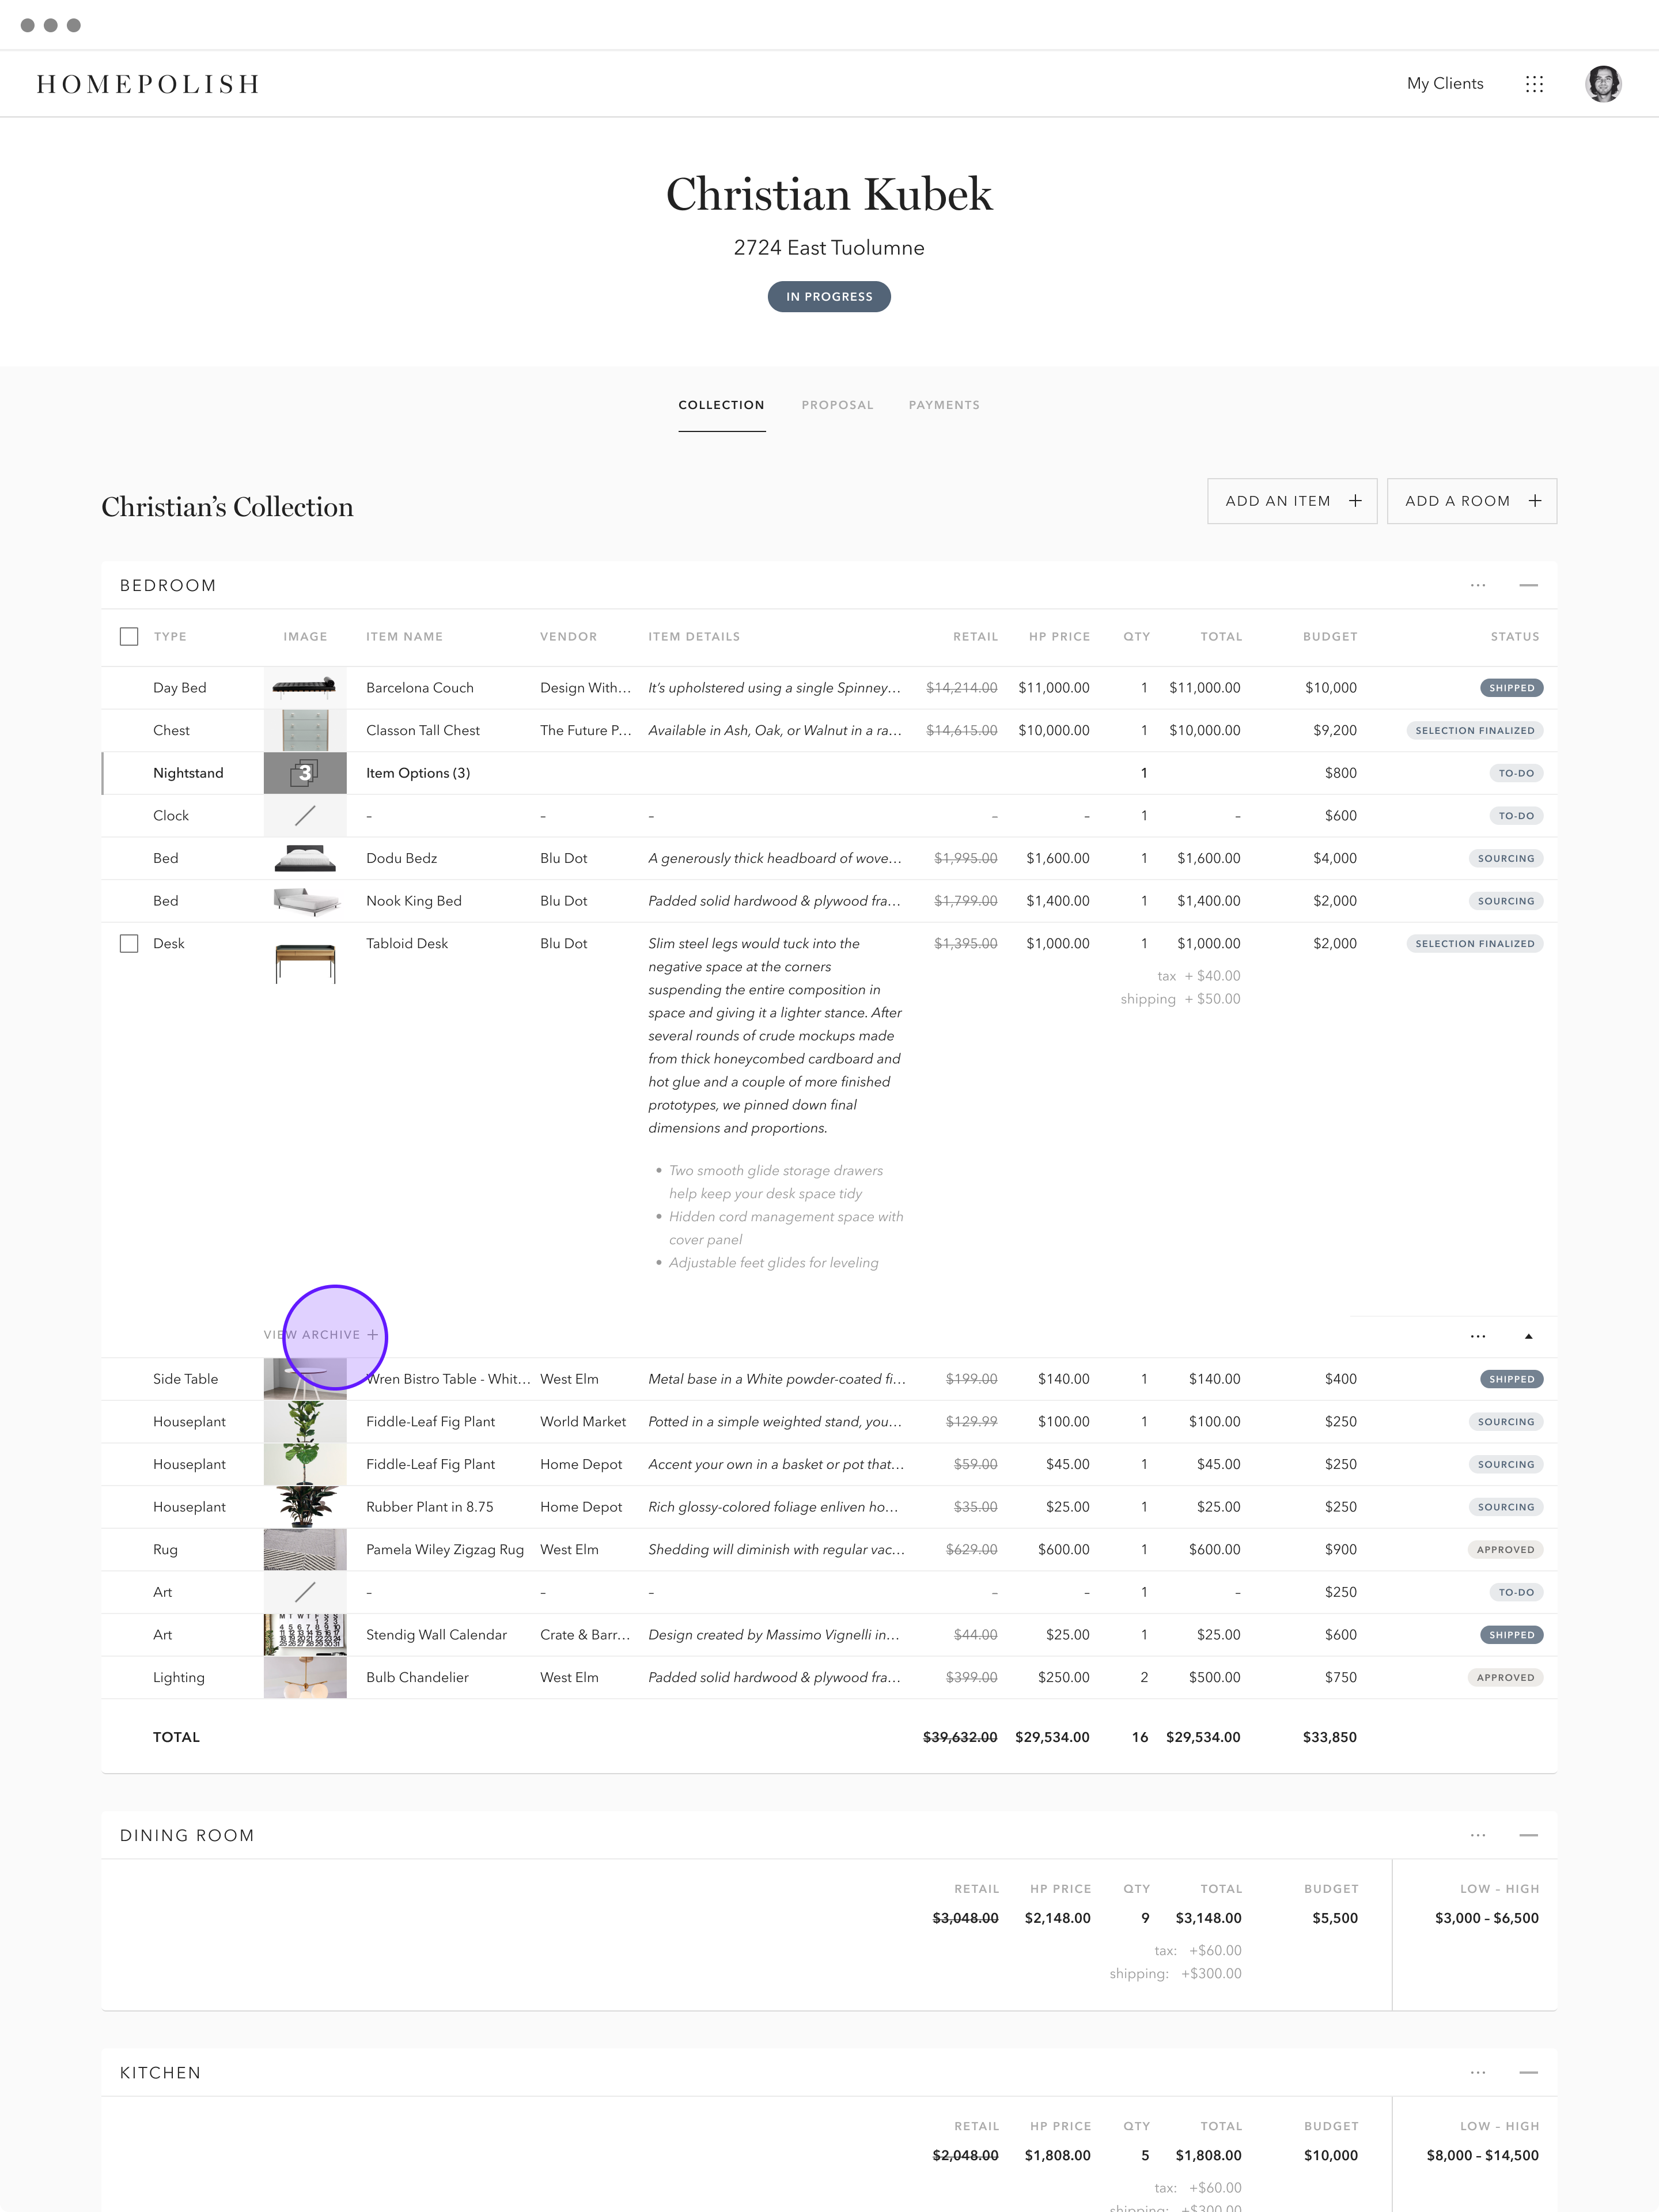 HOMEPOLISH
My Clients
Christian Kubek
2724 East Tuolumne
IN PROGRESS
COLLECTION PROPOSAL PAYMENTS
Christian’s Collection
ADD AN ITEM +
ADD A ROOM +
BEDROOM
TYPE IMAGE ITEM NAME VENDOR ITEM DETAILS RETAIL HP PRICE QTY TOTAL BUDGET STATUS
Day Bed Barcelona Couch Design With… It’s upholstered using a single Spinney… $14,214.00 $11,000.00 1 $11,000.00 $10,000 SHIPPED
Chest Classon Tall Chest The Future P… Available in Ash, Oak, or Walnut in a ra… $14,615.00 $10,000.00 1 $10,000.00 $9,200 SELECTION FINALIZED
Nightstand 3 Item Options (3) 1 $800 TO-DO
Clock – – – – – 1 – $600 TO-DO
Bed Dodu Bedz Blu Dot A generously thick headboard of wove… $1,995.00 $1,600.00 1 $1,600.00 $4,000 SOURCING
Bed Nook King Bed Blu Dot Padded solid hardwood & plywood fra… $1,799.00 $1,400.00 1 $1,400.00 $2,000 SOURCING
Desk Tabloid Desk Blu Dot Slim steel legs would tuck into the $1,395.00 $1,000.00 1 $1,000.00 $2,000 SELECTION FINALIZED
negative space at the corners
tax + $40.00
suspending the entire composition in
shipping + $50.00
space and giving it a lighter stance. After
several rounds of crude mockups made
from thick honeycombed cardboard and
hot glue and a couple of more finished
prototypes, we pinned down final
dimensions and proportions.
• Two smooth glide storage drawers
help keep your desk space tidy
• Hidden cord management space with
cover panel
• Adjustable feet glides for leveling
VIEW ARCHIVE +
Side Table Wren Bistro Table - Whit… West Elm Metal base in a White powder-coated fi… $199.00 $140.00 1 $140.00 $400 SHIPPED
Houseplant Fiddle-Leaf Fig Plant World Market Potted in a simple weighted stand, you… $129.99 $100.00 1 $100.00 $250 SOURCING
Houseplant Fiddle-Leaf Fig Plant Home Depot Accent your own in a basket or pot that… $59.00 $45.00 1 $45.00 $250 SOURCING
Houseplant Rubber Plant in 8.75 Home Depot Rich glossy-colored foliage enliven ho… $35.00 $25.00 1 $25.00 $250 SOURCING
Rug Pamela Wiley Zigzag Rug West Elm Shedding will diminish with regular vac… $629.00 $600.00 1 $600.00 $900 APPROVED
Art – – – – – 1 – $250 TO-DO
Art Stendig Wall Calendar Crate & Barr… Design created by Massimo Vignelli in… $44.00 $25.00 1 $25.00 $600 SHIPPED
Lighting Bulb Chandelier West Elm Padded solid hardwood & plywood fra… $399.00 $250.00 2 $500.00 $750 APPROVED
TOTAL $39,632.00 $29,534.00 16 $29,534.00 $33,850
DINING ROOM
RETAIL HP PRICE QTY TOTAL BUDGET LOW – HIGH
$3,048.00 $2,148.00 9 $3,148.00 $5,500 $3,000 – $6,500
tax: +$60.00
shipping: +$300.00
KITCHEN
RETAIL HP PRICE QTY TOTAL BUDGET LOW – HIGH
$2,048.00 $1,808.00 5 $1,808.00 $10,000 $8,000 – $14,500
tax: +$60.00
shipping: +$300.00